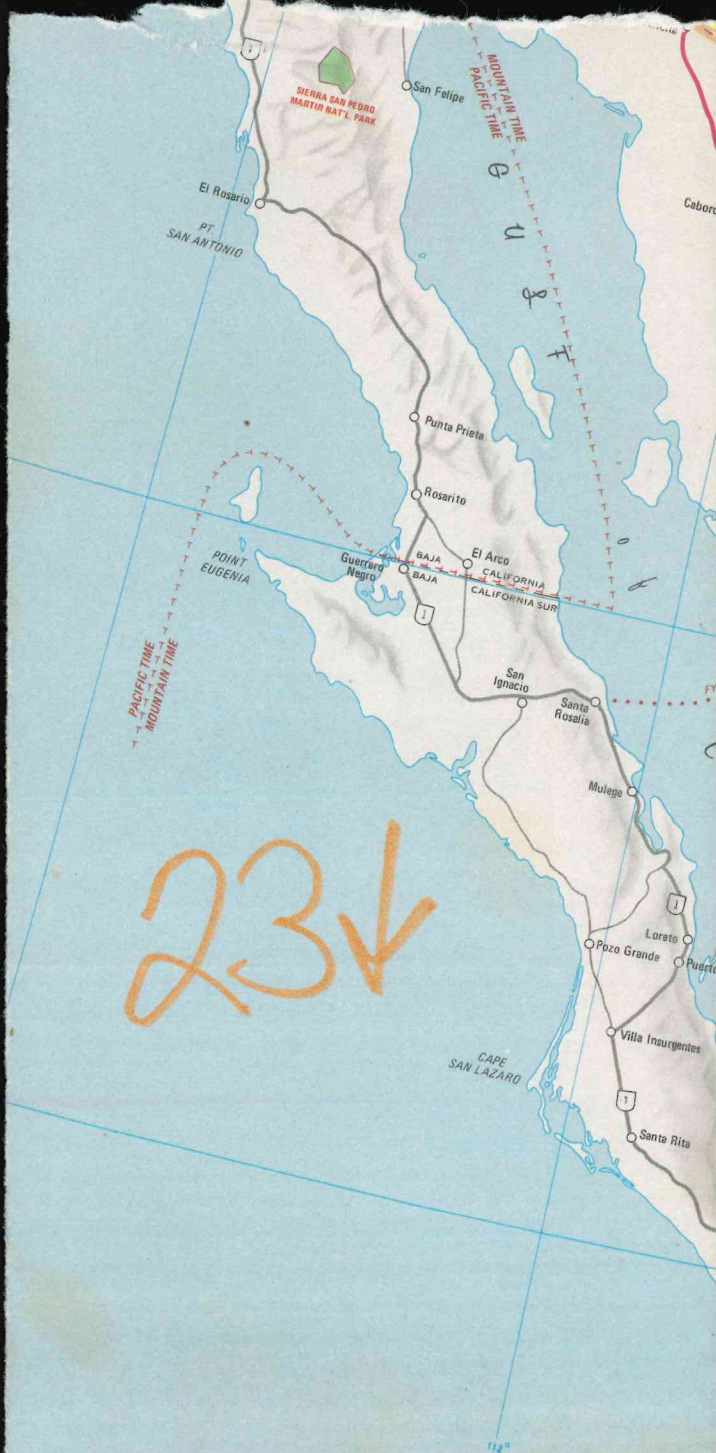 1
SIERRA SAN PEDRO
MARTIR NAT'L. PARK
San Felipe
MOUNTAIN TIME
PACIFIC TIME
GULF
El Rosario
PT.
SAN ANTONIO
Punta Prieta
Rosarito
POINT
EUGENIA
Guerrero
Negro
BAJA
CALIFORNIA
BAJA
CALIFORNIA SUR
El Arco
1
PACIFIC TIME
MOUNTAIN TIME
San
Ignacio
Santa
Rosalia
Mulege
23
1
Loreto
Puerto
Pozo Grande
Villa Insurgentes
CAPE
SAN LAZARO
1
Santa Rita
112°